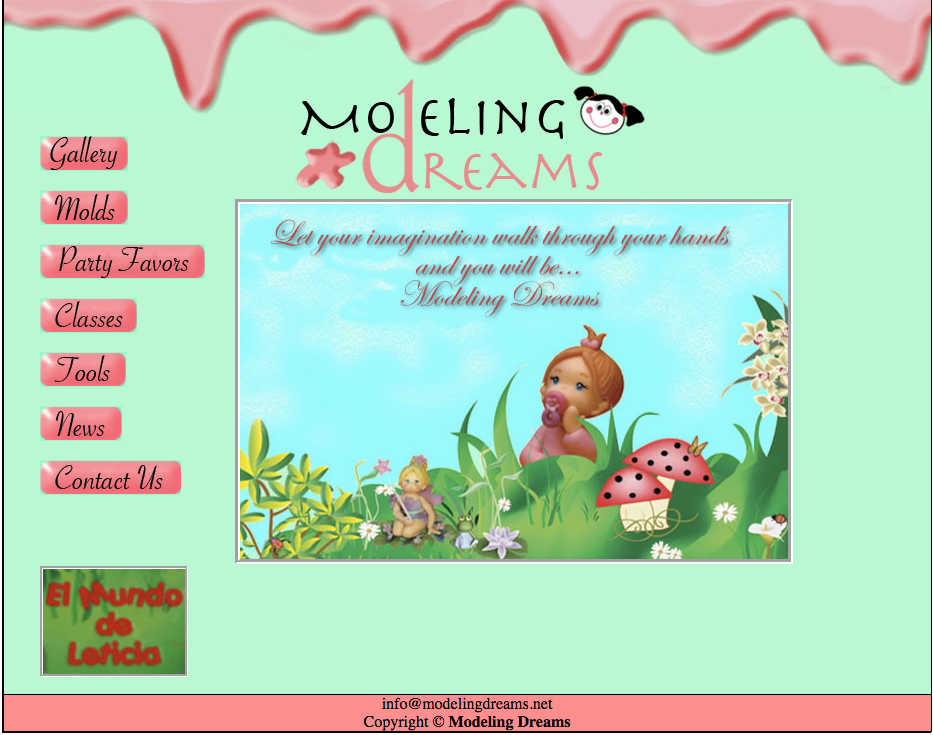 MODELING
DREAMS
Gallery
Molds
Party Favors
Classes
Tools
News
Contact Us
Let your imagination walk through your hands
and you will be...
Modeling Dreams
El Mundo
de
Leticia
info@modelingdreams.net
Copyright © Modeling Dreams